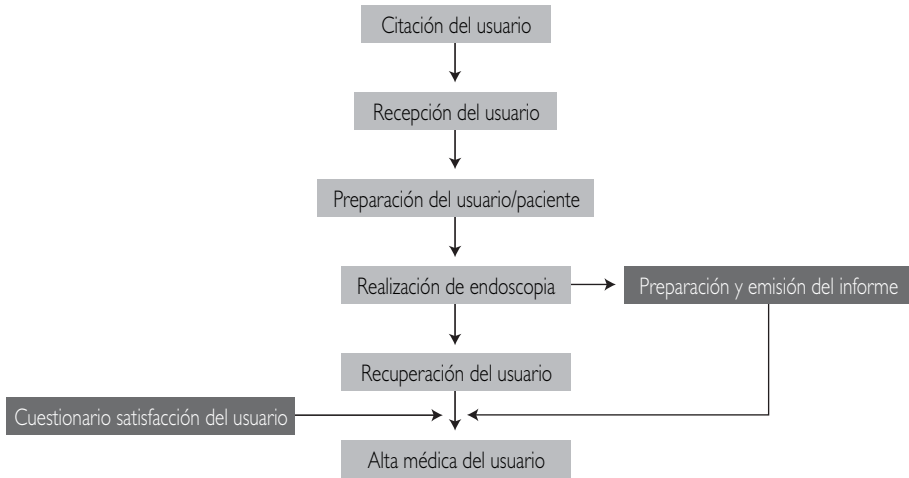 Citación del usuario
Recepción del usuario
Preparación del usuario/paciente
Realización de endoscopia
Preparación y emisión del informe
Recuperación del usuario
Cuestionario satisfacción del usuario
Alta médica del usuario